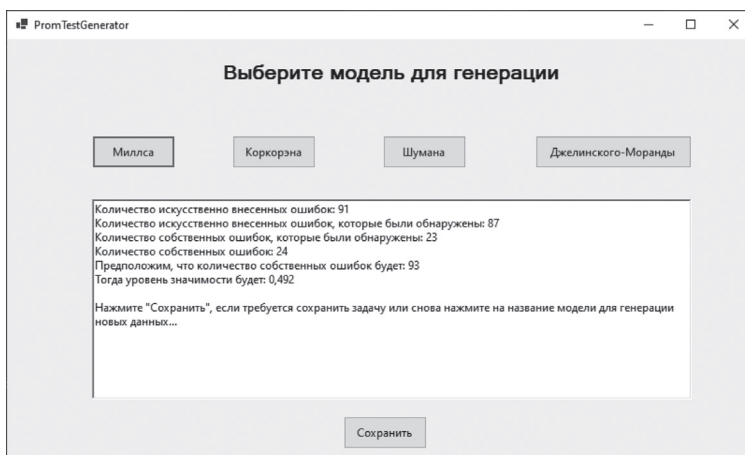 PromTestGenerator
Выберите модель для генерации
Миллса
Коркорэна
Шумана
Джелинского-Моранды
Количество искусственно внесенных ошибок: 91
Количество искусственно внесенных ошибок, которые были обнаружены: 87
Количество собственных ошибок, которые были обнаружены: 23
Количество собственных ошибок: 24
Предположим, что количество собственных ошибок будет: 93
Тогда уровень значимости будет: 0,492
Нажмите "Сохранить", если требуется сохранить задачу или снова нажмите на название модели для генерации
новых данных...
Сохранить